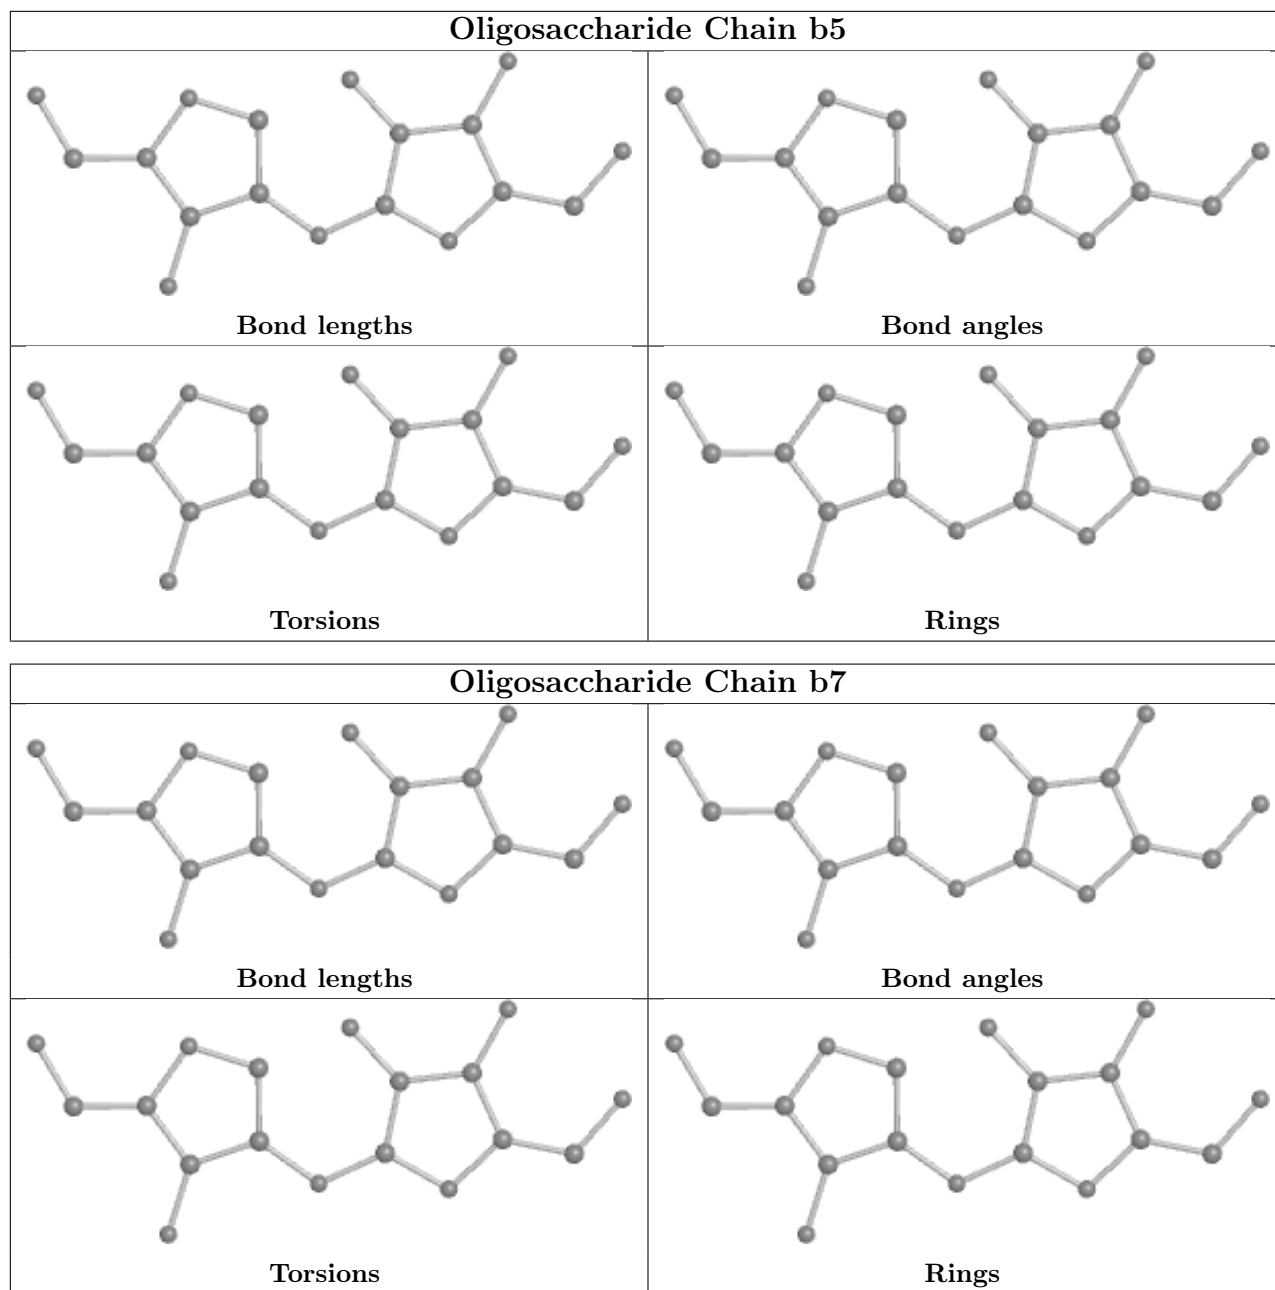 Oligosaccharide Chain b5
Bond lengths
Bond angles
Torsions
Rings
Oligosaccharide Chain b7
Bond lengths
Bond angles
Torsions
Rings